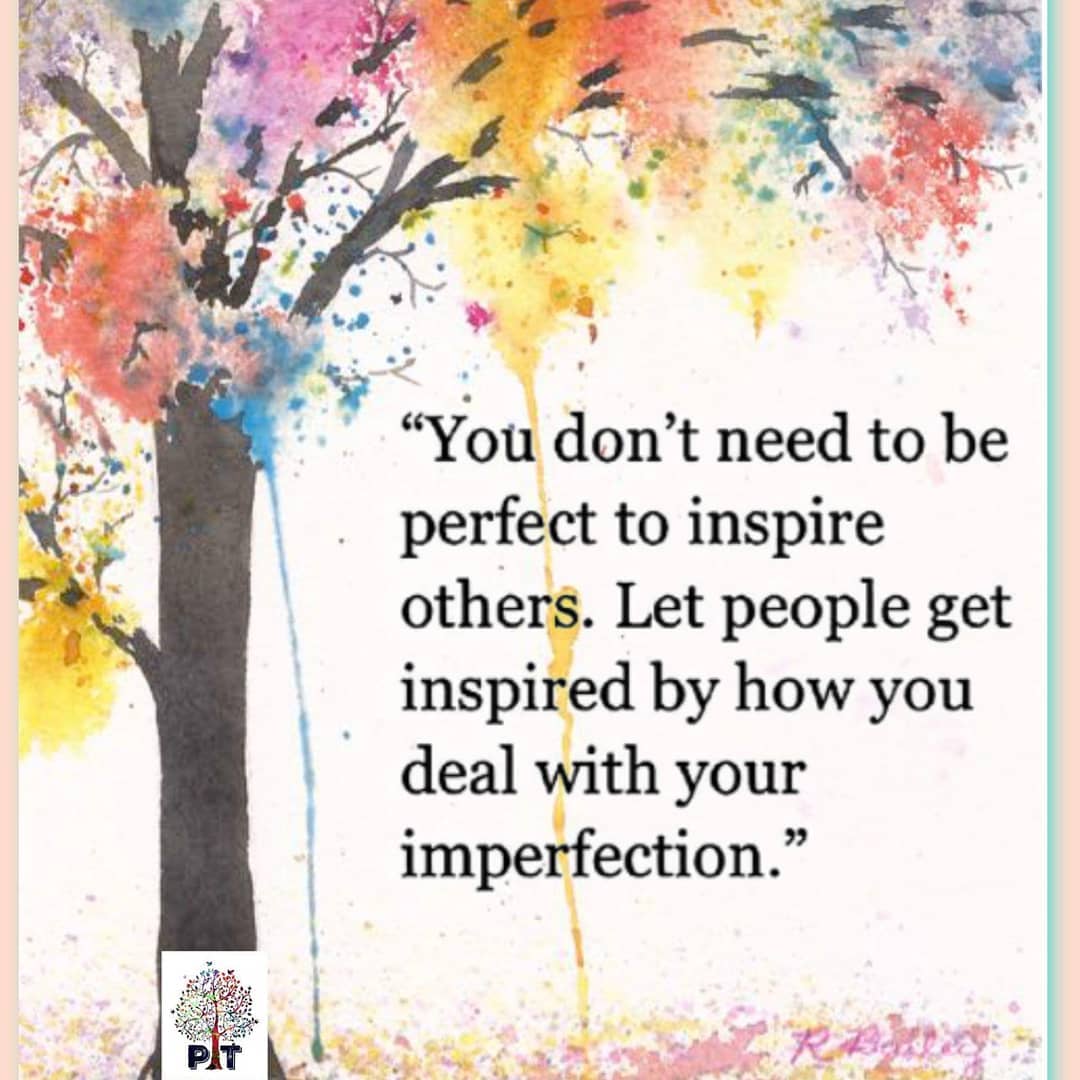 “You don’t need to be
perfect to inspire
others. Let people get
inspired by how you
deal with your
imperfection.”
PIT